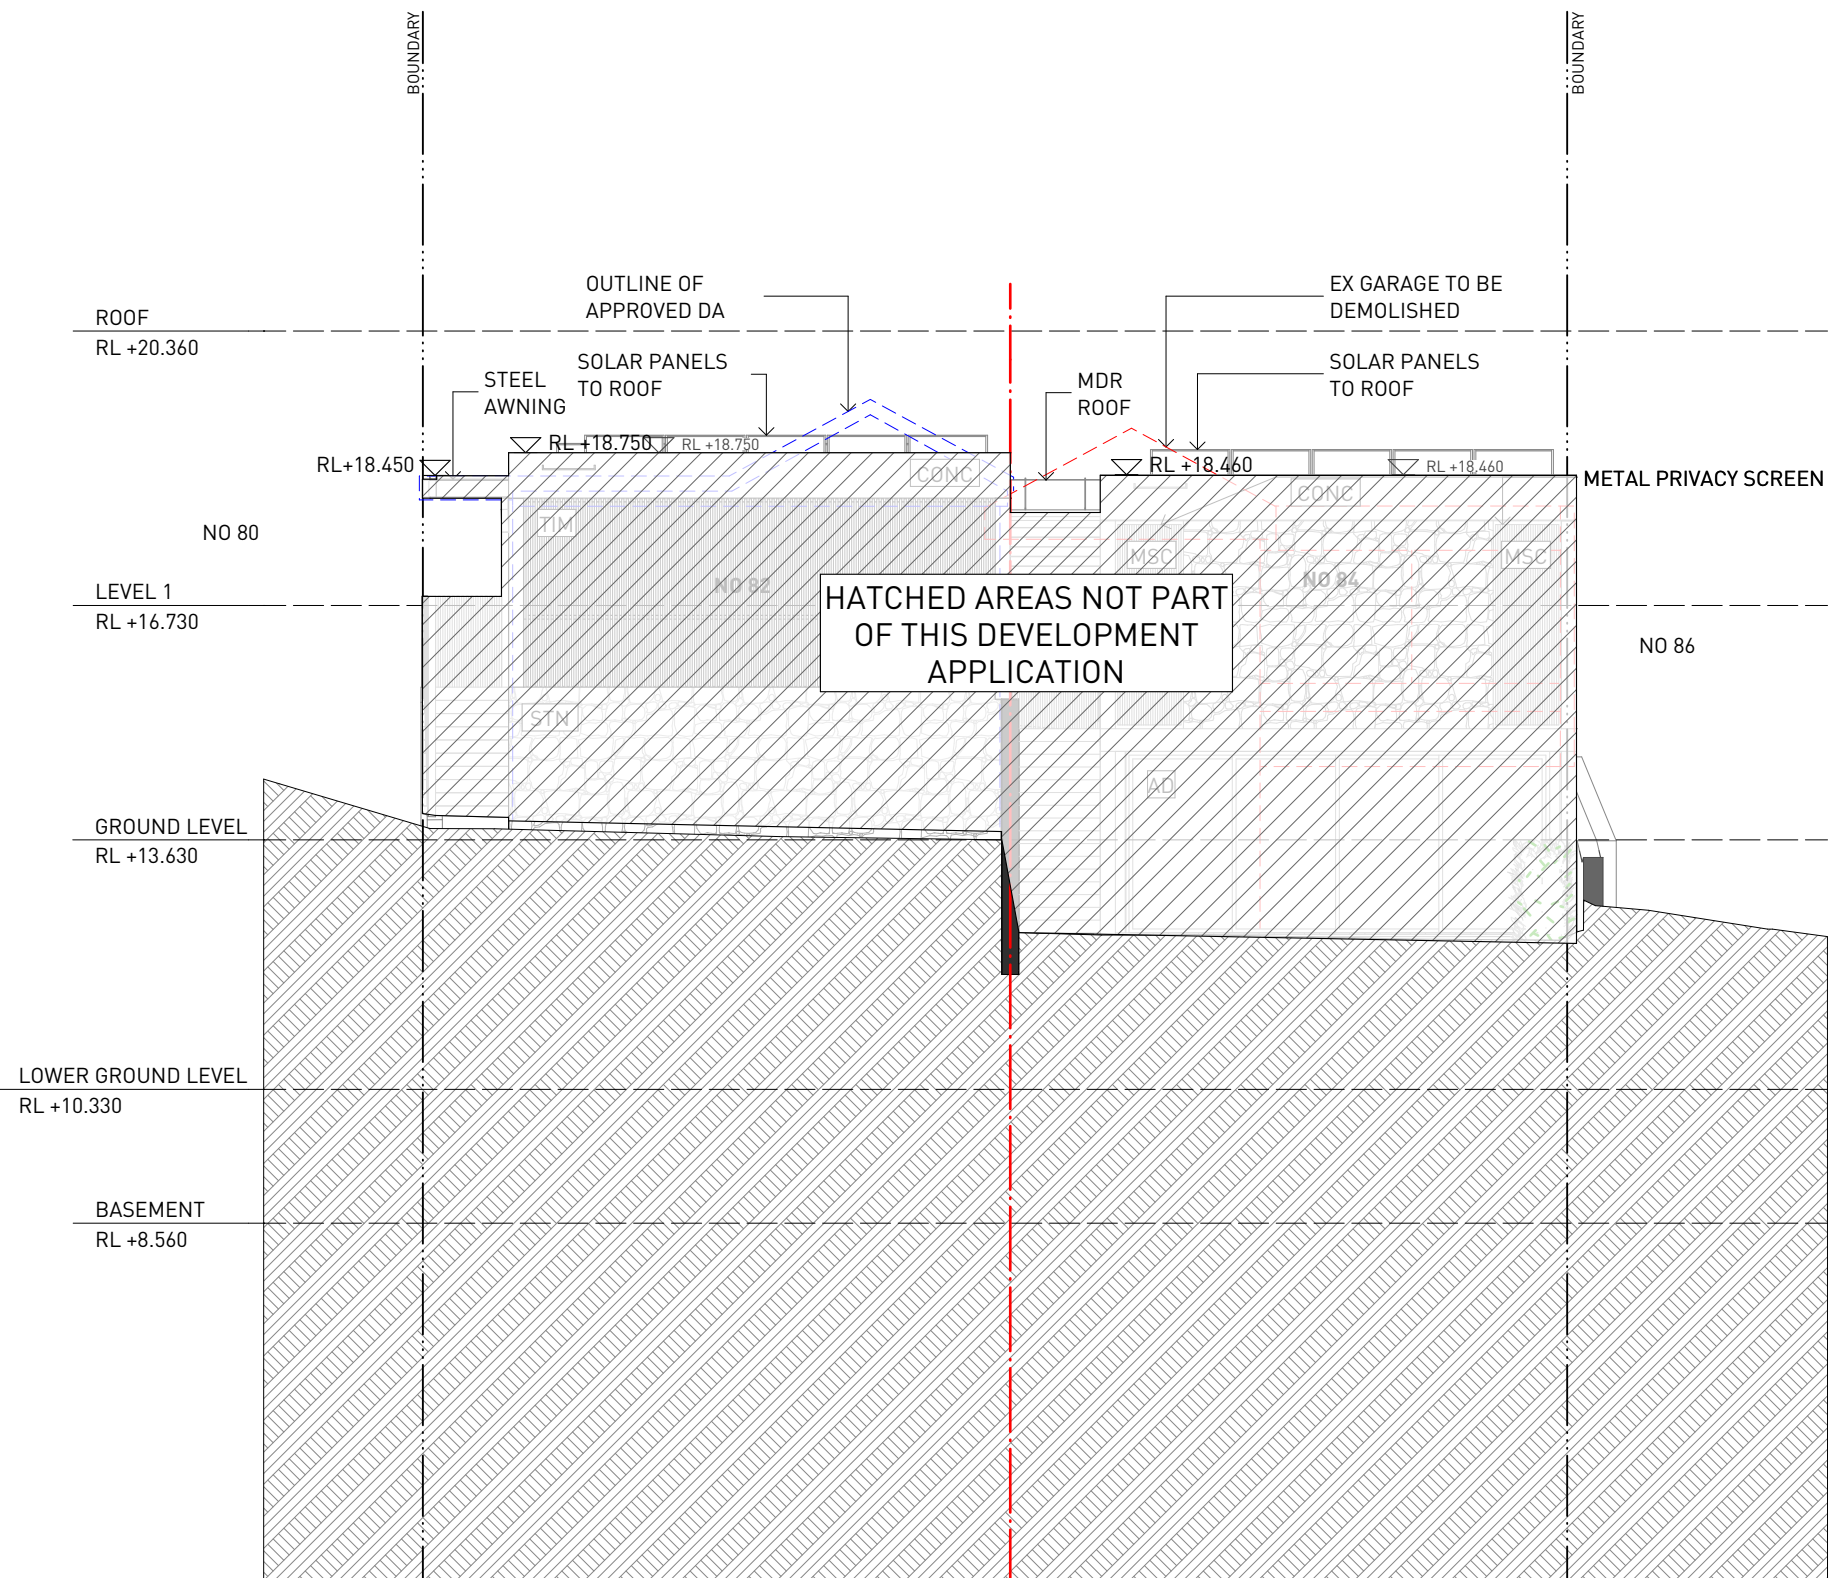 BOUNDARY
BOUNDARY
OUTLINE OF
APPROVED DA
EX GARAGE TO BE
DEMOLISHED
ROOF
RL +20.360
STEEL
AWNING
SOLAR PANELS
TO ROOF
MDR
ROOF
SOLAR PANELS
TO ROOF
RL+18.450
RL +18.750
RL +18.750
RL +18.460
RL +18.460
METAL PRIVACY SCREEN
CONC
CONC
TIM
NO 80
MSC
MSC
NO 82
NO 84
LEVEL 1
RL +16.730
HATCHED AREAS NOT PART
OF THIS DEVELOPMENT
APPLICATION
NO 86
STN
AD
GROUND LEVEL
RL +13.630
LOWER GROUND LEVEL
RL +10.330
BASEMENT
RL +8.560